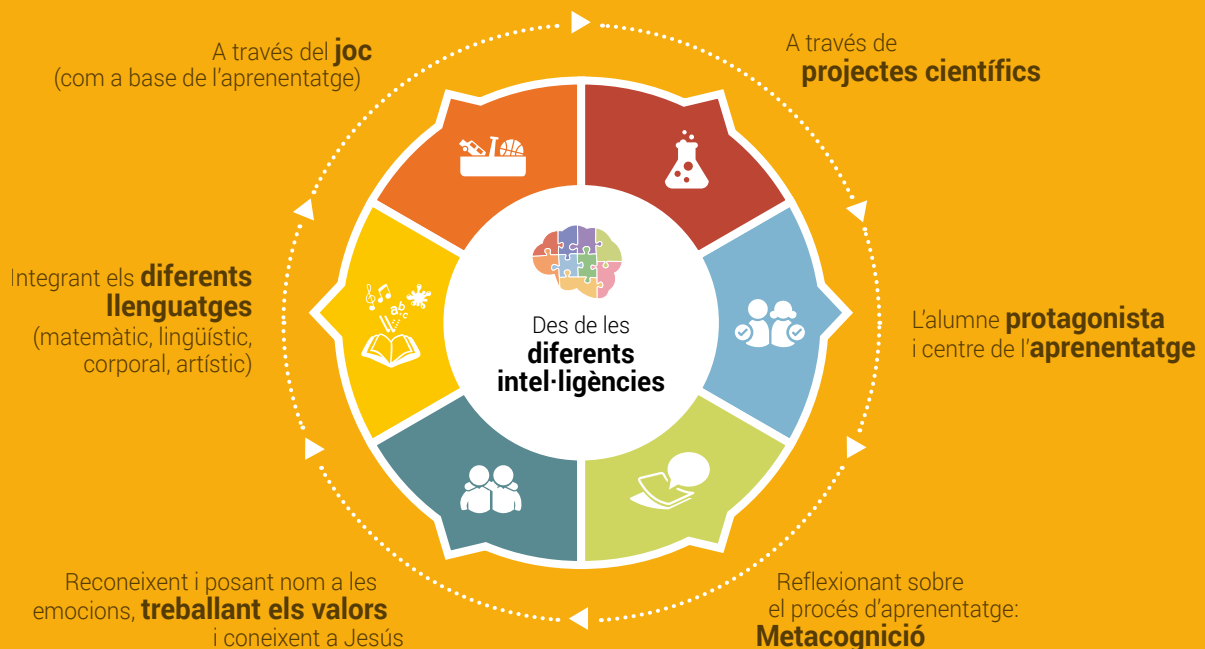 A través del joc
(com a base de l’aprenentatge)
A través de
projectes científics
Integrant els diferents
llenguatges
(matemàtic, lingüístic,
corporal, artístic)
Des de les
diferents
intel·ligències
L’alumne protagonista
i centre de l’aprenentatge
Reconeixent i posant nom a les
emocions, treballant els valors
i coneixent a Jesús
Reflexionant sobre
el procés d’aprenentatge:
Metacognició